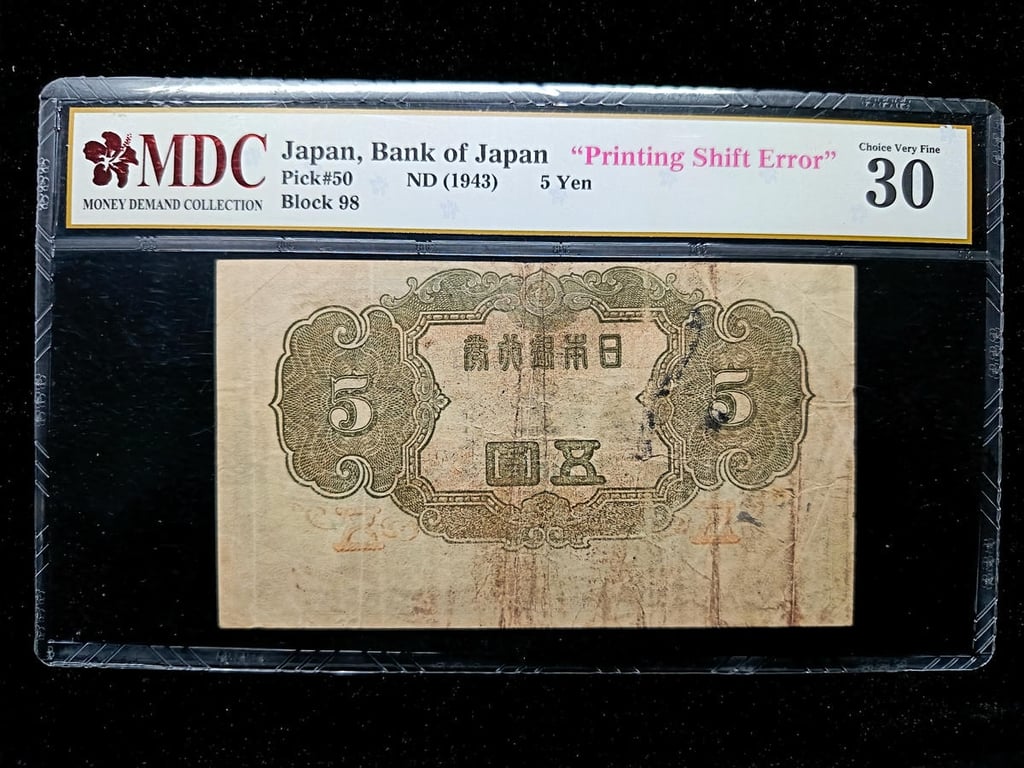 MDC
MONEY DEMAND COLLECTION
Japan, Bank of Japan "Printing Shift Error"
Pick#50 ND (1943) 5 Yen
Block 98
Choice Very Fine
30
券行銀本日
5 5
圓五